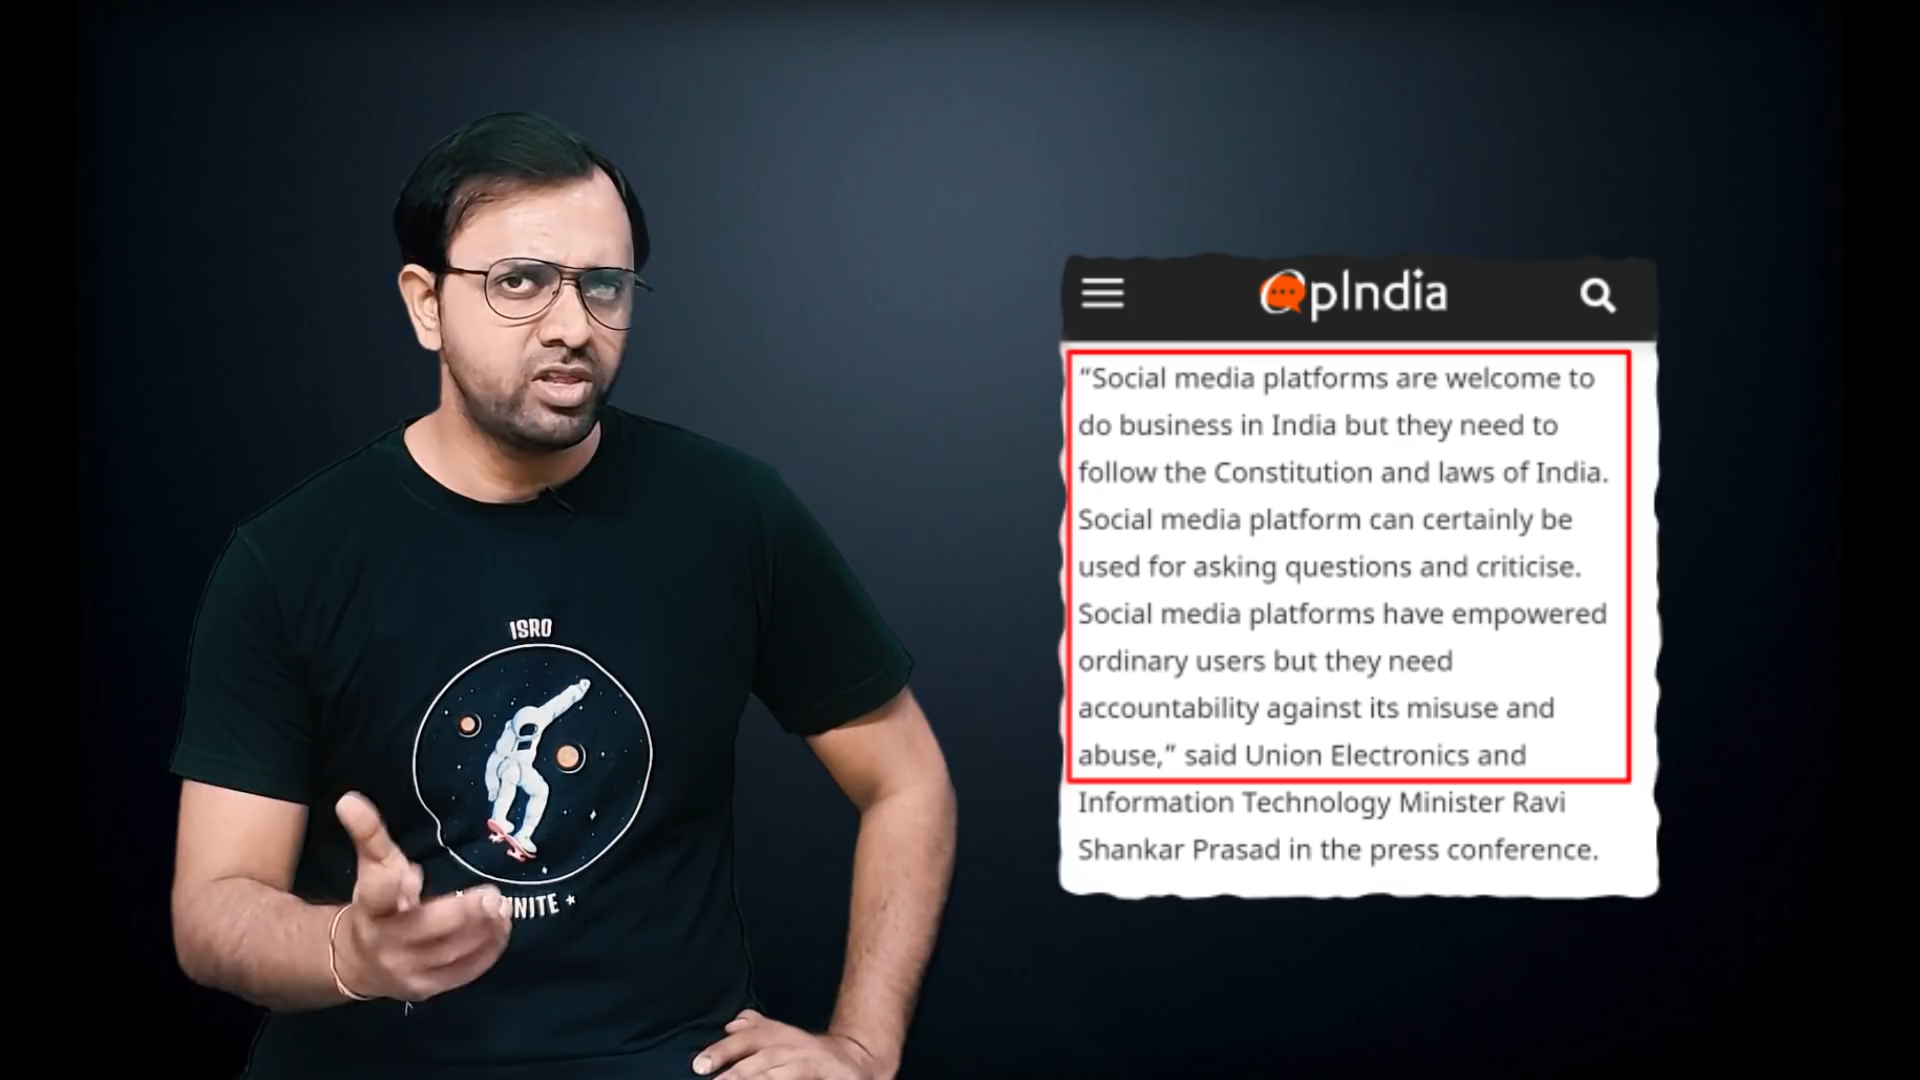 OpIndia
“Social media platforms are welcome to
do business in India but they need to
follow the Constitution and laws of India.
Social media platform can certainly be
used for asking questions and criticise.
Social media platforms have empowered
ordinary users but they need
accountability against its misuse and
abuse,” said Union Electronics and
Information Technology Minister Ravi
Shankar Prasad in the press conference.
ISRO